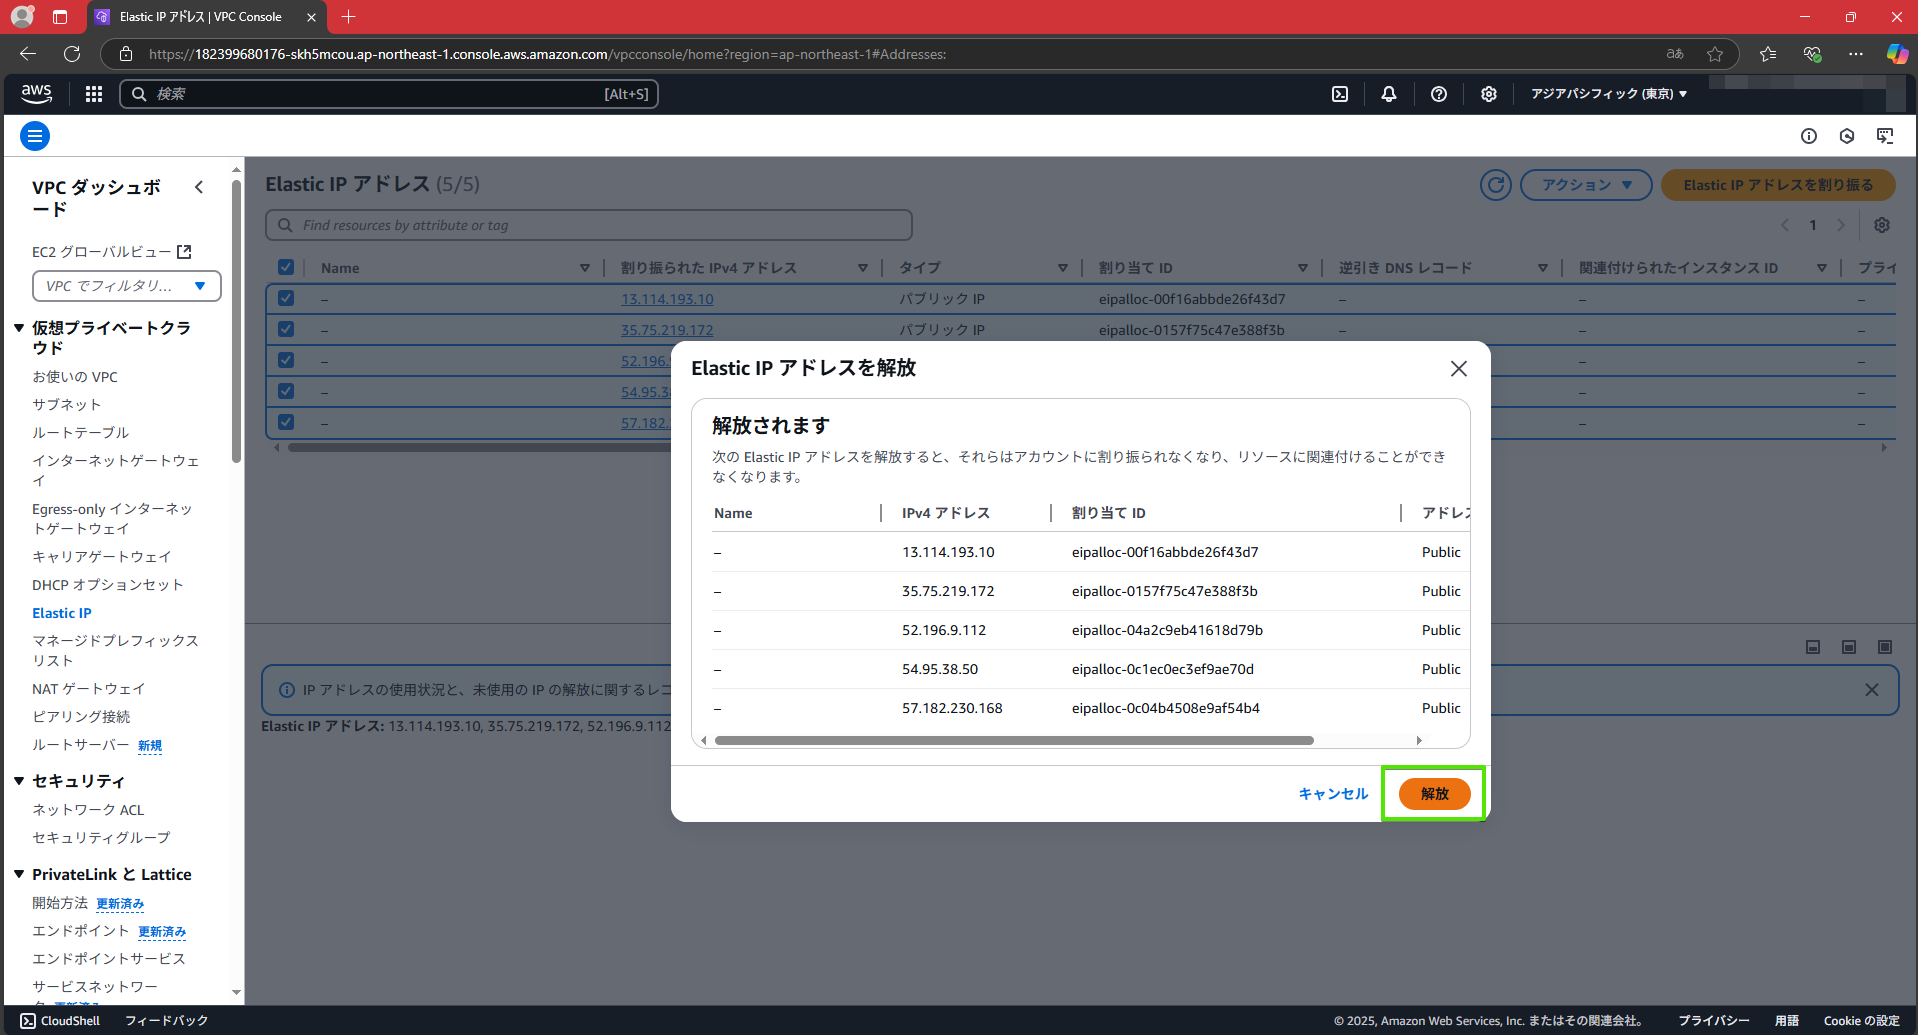 Elastic IP アドレス | VPC Console
https://182399680176-skh5mcou.ap-northeast-1.console.aws.amazon.com/vpcconsole/home?region=ap-northeast-1#Addresses:
aあ
aws
検索
[Alt+S]
アジアパシフィック (東京)
VPC ダッシュボ
ード
EC2 グローバルビュー
VPC でフィルタリ...
仮想プライベートクラ
ウド
お使いの VPC
サブネット
ルートテーブル
インターネットゲートウェ
イ
Egress-only インターネッ
トゲートウェイ
キャリアゲートウェイ
DHCP オプションセット
Elastic IP
マネージドプレフィックス
リスト
NAT ゲートウェイ
ピアリング接続
ルートサーバー 新規
セキュリティ
ネットワーク ACL
セキュリティグループ
PrivateLink と Lattice
開始方法 更新済み
エンドポイント 更新済み
エンドポイントサービス
サービスネットワー
ク 更新済み
Elastic IP アドレス (5/5)
アクション
Elastic IP アドレスを割り振る
Find resources by attribute or tag
1
Name 割り振られた IPv4 アドレス タイプ 割り当て ID 逆引き DNS レコード 関連付けられたインスタンス ID プライ
– 13.114.193.10 パブリック IP eipalloc-00f16abbde26f43d7 – – –
– 35.75.219.172 パブリック IP eipalloc-0157f75c47e388f3b – – –
– 52.196. – –
– 54.95.3 – –
– 57.182. – –
IP アドレスの使用状況と、未使用の IP の解放に関するレコ
Elastic IP アドレス: 13.114.193.10, 35.75.219.172, 52.196.9.112
Elastic IP アドレスを解放
解放されます
次の Elastic IP アドレスを解放すると、それらはアカウントに割り振られなくなり、リソースに関連付けることができ
なくなります。
Name IPv4 アドレス 割り当て ID アドレス
– 13.114.193.10 eipalloc-00f16abbde26f43d7 Public
– 35.75.219.172 eipalloc-0157f75c47e388f3b Public
– 52.196.9.112 eipalloc-04a2c9eb41618d79b Public
– 54.95.38.50 eipalloc-0c1ec0ec3ef9ae70d Public
– 57.182.230.168 eipalloc-0c04b4508e9af54b4 Public
キャンセル
解放
CloudShell フィードバック
© 2025, Amazon Web Services, Inc. またはその関連会社。 プライバシー 用語 Cookie の設定